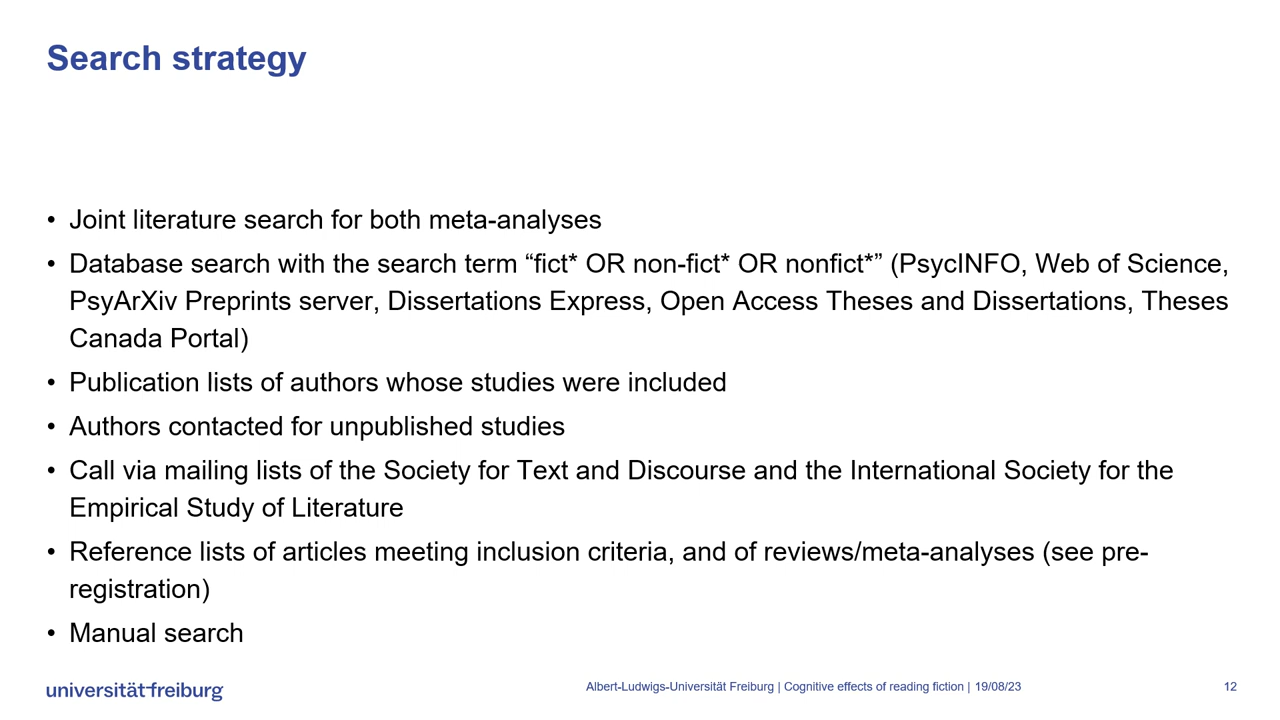 Search strategy
• Joint literature search for both meta-analyses
• Database search with the search term “fict* OR non-fict* OR nonfict*” (PsycINFO, Web of Science,
PsyArXiv Preprints server, Dissertations Express, Open Access Theses and Dissertations, Theses
Canada Portal)
• Publication lists of authors whose studies were included
• Authors contacted for unpublished studies
• Call via mailing lists of the Society for Text and Discourse and the International Society for the
Empirical Study of Literature
• Reference lists of articles meeting inclusion criteria, and of reviews/meta-analyses (see pre-
registration)
• Manual search
universität freiburg
Albert-Ludwigs-Universität Freiburg | Cognitive effects of reading fiction | 19/08/23
12